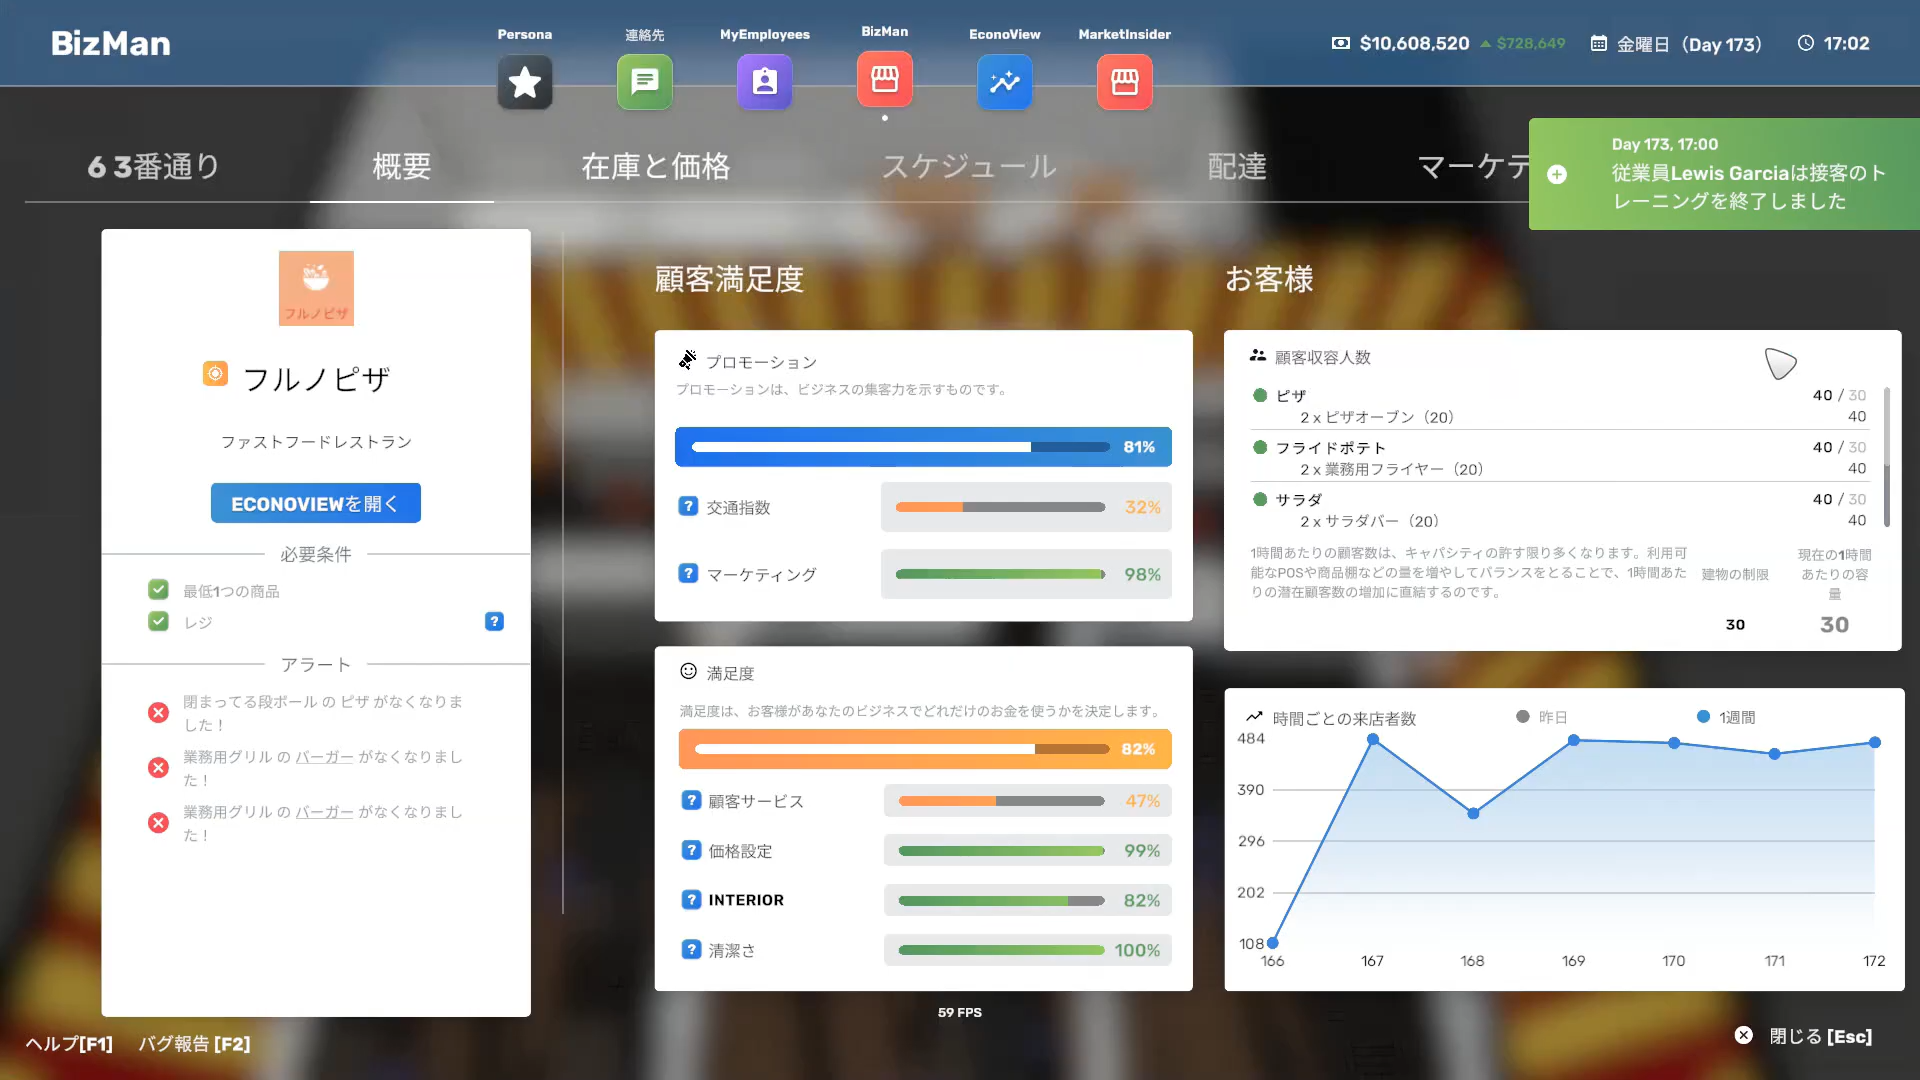 BizMan
Persona
連絡先
MyEmployees
BizMan
EconoView
MarketInsider
$10,608,520
$728,649
金曜日（Day 173）
17:02
6 3番通り
概要
在庫と価格
スケジュール
配達
マーケテ
Day 173, 17:00
従業員Lewis Garciaは接客のト
レーニングを終了しました
フルノピザ
フルノピザ
ファストフードレストラン
ECONOVIEWを開く
必要条件
最低1つの商品
レジ
?
アラート
閉まってる段ボール の ピザ がなくなりま
した！
業務用グリル の バーガー がなくなりまし
た！
業務用グリル の バーガー がなくなりまし
た！
顧客満足度
プロモーション
プロモーションは、ビジネスの集客力を示すものです。
81%
? 交通指数 32%
? マーケティング 98%
満足度
満足度は、お客様があなたのビジネスでどれだけのお金を使うかを決定します。
82%
? 顧客サービス 47%
? 価格設定 99%
? INTERIOR 82%
? 清潔さ 100%
お客様
顧客収容人数
ピザ 40 / 30
2 x ピザオーブン（20） 40
フライドポテト 40 / 30
2 x 業務用フライヤー（20） 40
サラダ 40 / 30
2 x サラダバー（20） 40
1時間あたりの顧客数は、キャパシティの許す限り多くなります。利用可
能なPOSや商品棚などの量を増やしてバランスをとることで、1時間あた
りの潜在顧客数の増加に直結するのです。
建物の制限
30
現在の1時間
あたりの容
量
30
時間ごとの来店者数
昨日
1週間
484
390
296
202
108
166 167 168 169 170 171 172
59 FPS
ヘルプ[F1]
バグ報告 [F2]
閉じる [Esc]